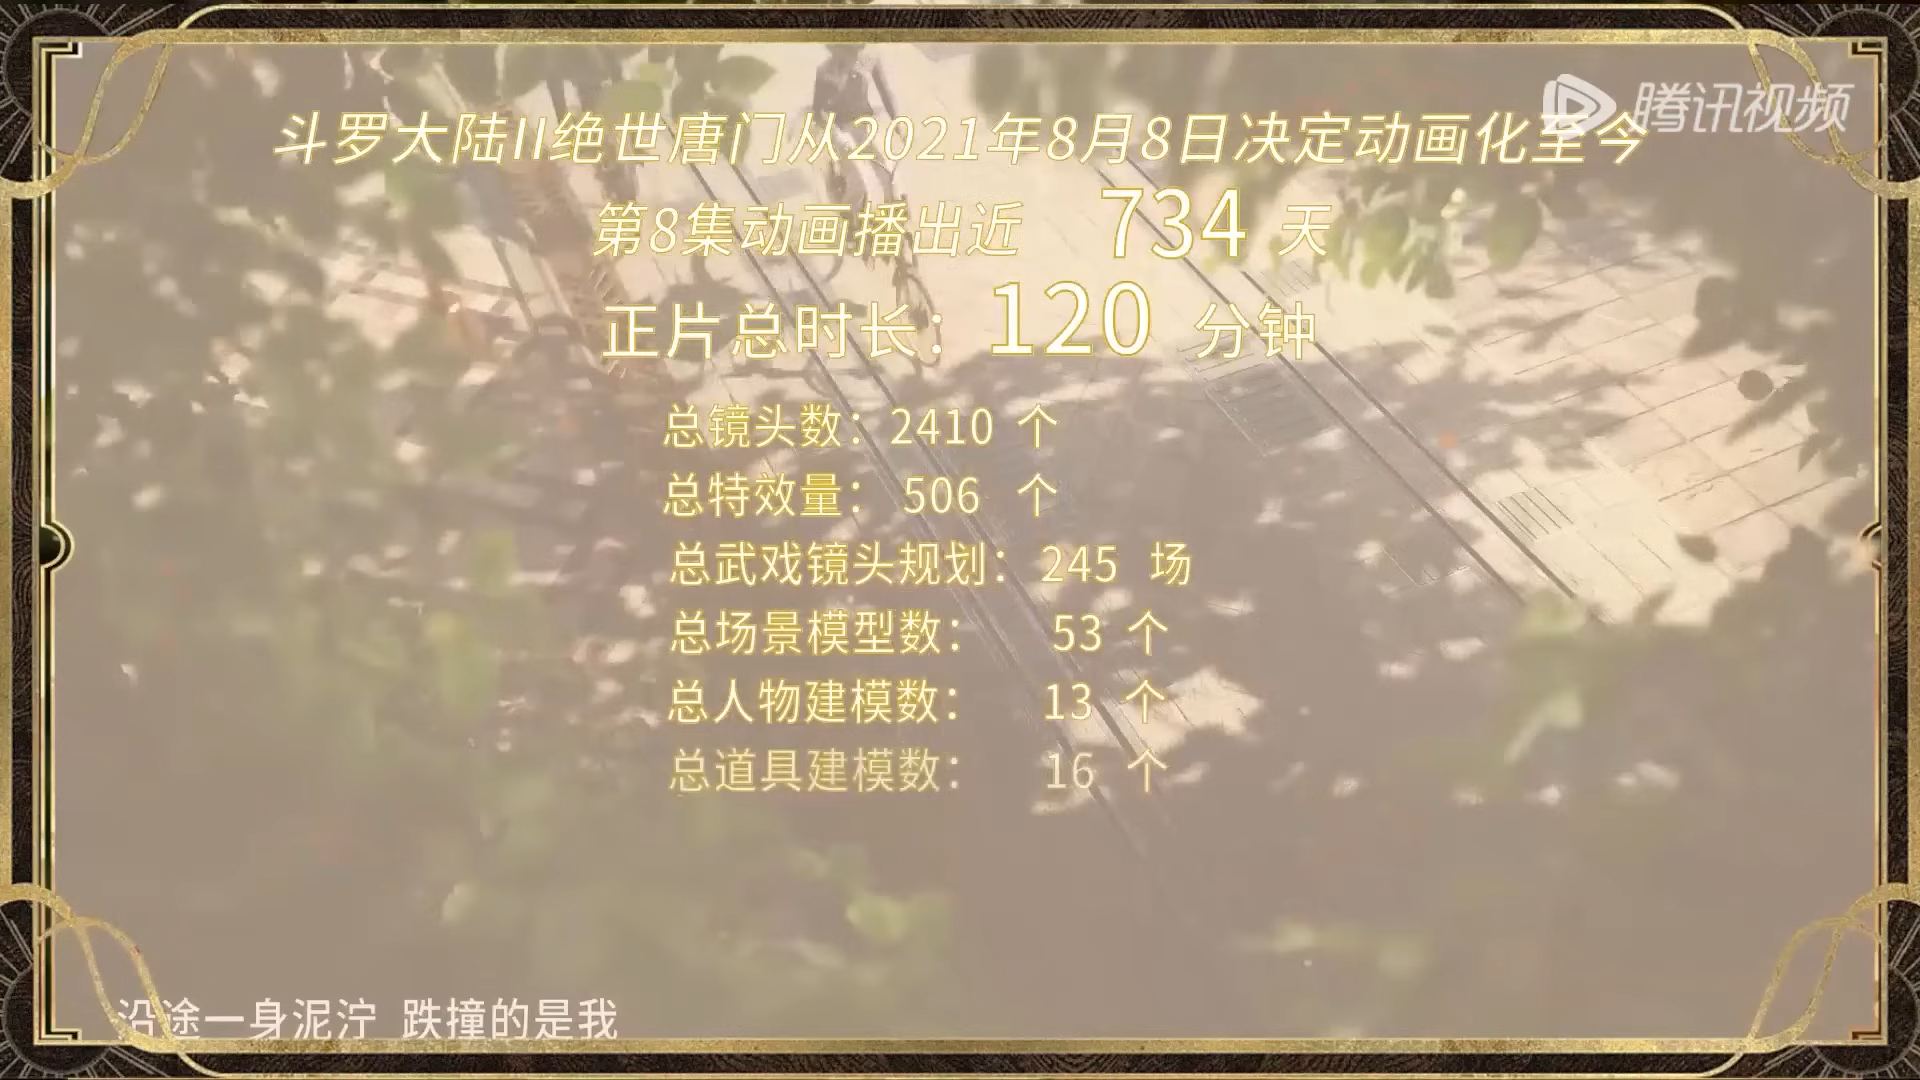 腾讯视频
斗罗大陆II绝世唐门从2021年8月8日决定动画化至今
第8集动画播出近 734 天
正片总时长：120 分钟
总镜头数：2410 个
总特效量：506 个
总武戏镜头规划：245 场
总场景模型数：53 个
总人物建模数：13 个
总道具建模数：16 个
沿途一身泥泞 跌撞的是我